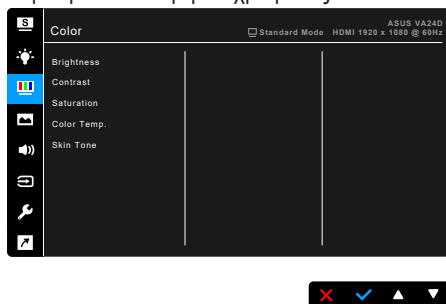 S
Color
Standard Mode
ASUS VA24D
HDMI 1920 x 1080 @ 60Hz
Brightness
Contrast
Saturation
Color Temp.
Skin Tone